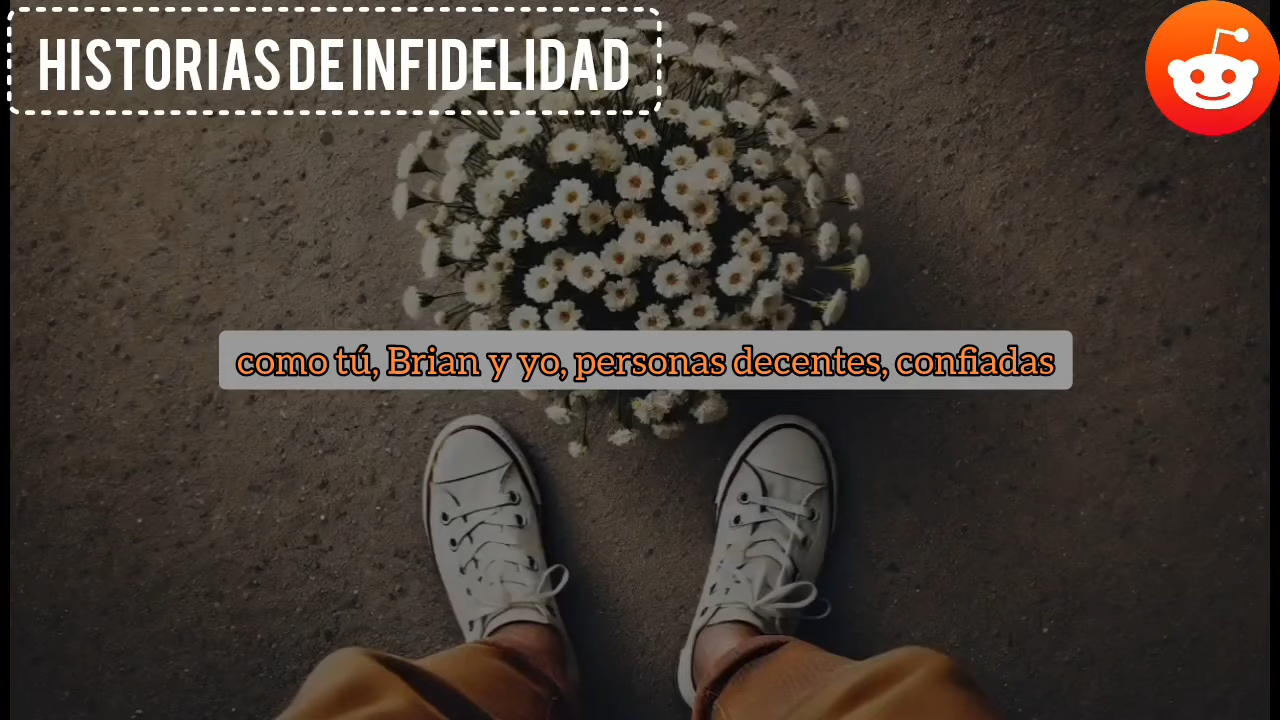 HISTORIAS DE INFIDELIDAD
como tú, Brian y yo, personas decentes, confiadas